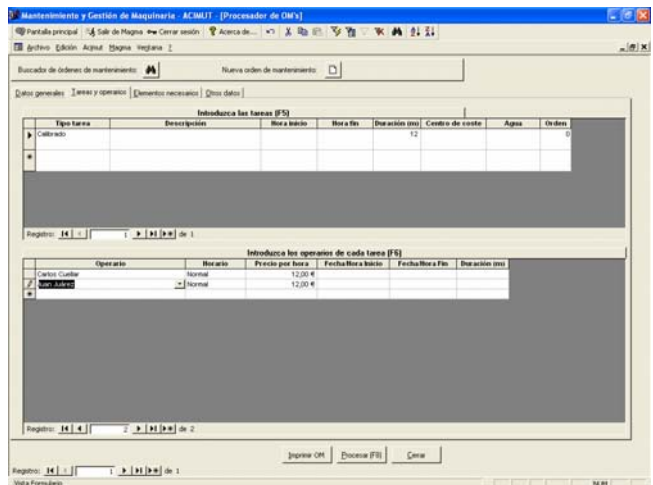 Mantenimiento y Gestión de Maquinaria - ACIMUT - [Procesador de OM's]
Pantalla principal Salir de Magma Cerrar sesión Acerca de...
Archivo Edición Acimut Magma Ventana ?
Buscador de órdenes de mantenimiento: Nueva orden de mantenimiento:
Datos generales Tareas y operarios Elementos necesarios Otros datos
Introduzca las tareas (F5)
Tipo tarea Descripción Hora inicio Hora fin Duración (m) Centro de coste Agua Orden
Calibrado 12 0
Registro: 1 de 1
Introduzca los operarios de cada tarea (F6)
Operario Horario Precio por hora Fecha/Hora Inicio Fecha/Hora Fin Duración (m)
Carlos Cuellar Normal 12,00 €
Juan Juárez Normal 12,00 €
Registro: 2 de 2
Imprimir OM Procesar (F8) Cerrar
Registro: 1 de 1
Vista Formulario NUM